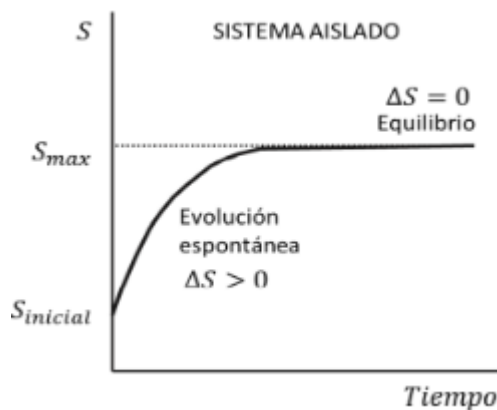 S
SISTEMA AISLADO
ΔS = 0
Equilibrio
S_max
Evolución
espontánea
ΔS > 0
S_inicial
Tiempo